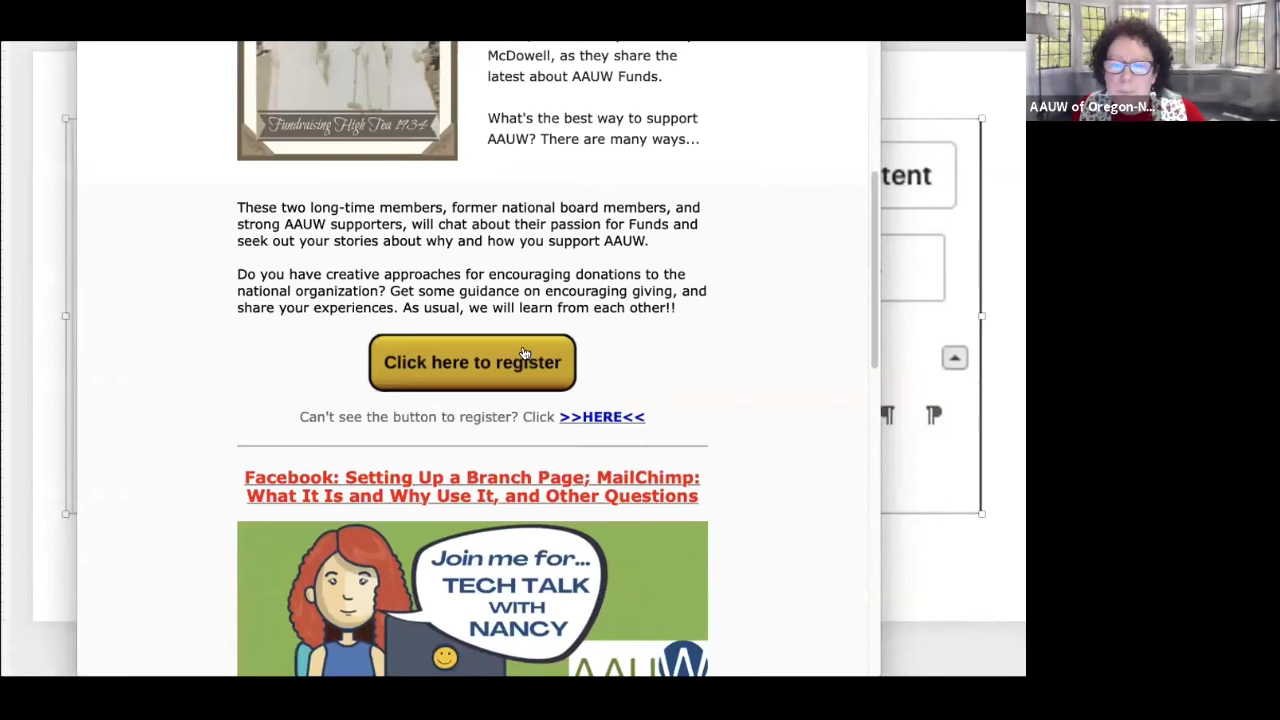 McDowell, as they share the
latest about AAUW Funds.
Fundraising High Tea 1934
What's the best way to support
AAUW? There are many ways...
These two long-time members, former national board members, and
strong AAUW supporters, will chat about their passion for Funds and
seek out your stories about why and how you support AAUW.
Do you have creative approaches for encouraging donations to the
national organization? Get some guidance on encouraging giving, and
share your experiences. As usual, we will learn from each other!!
Click here to register
Can't see the button to register? Click >>HERE<<
Facebook: Setting Up a Branch Page; MailChimp:
What It Is and Why Use It, and Other Questions
Join me for...
TECH TALK
WITH
NANCY
AAUW
tent
AAUW of Oregon-N...